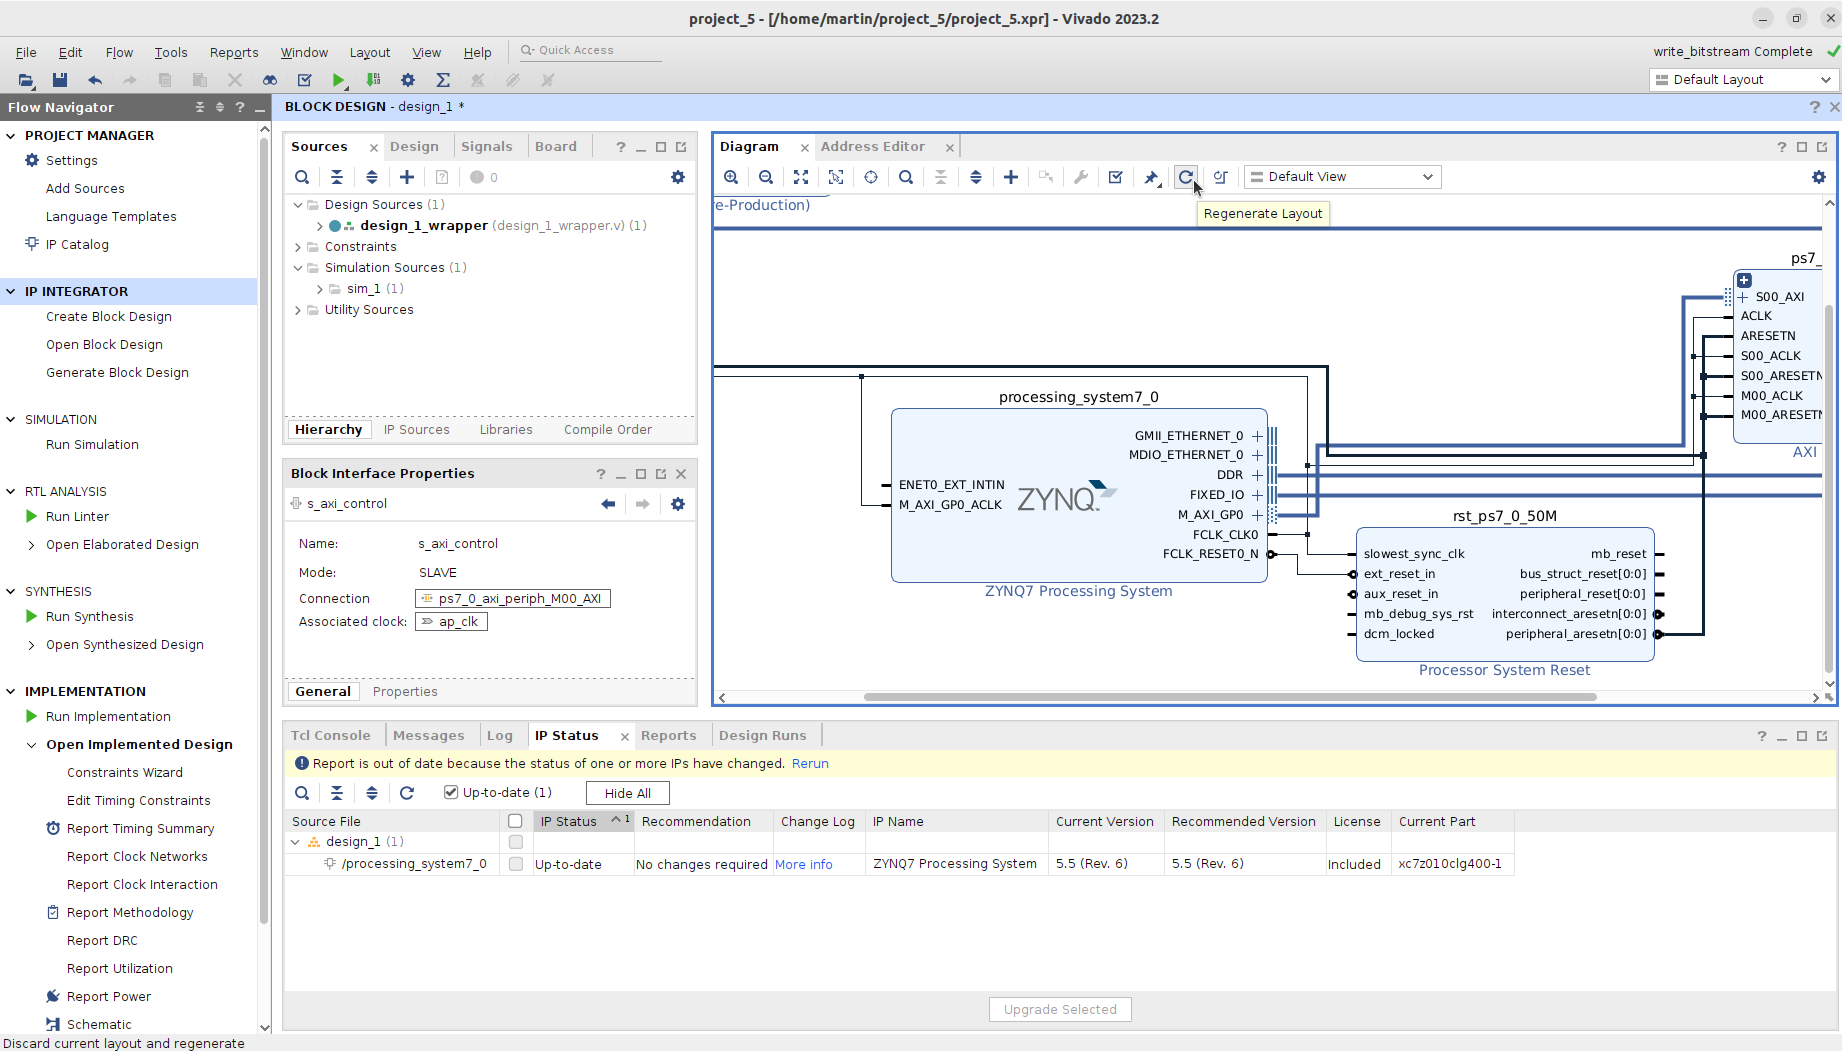 project_5 - [/home/martin/project_5/project_5.xpr] - Vivado 2023.2
File Edit Flow Tools Reports Window Layout View Help Quick Access
write_bitstream Complete
Default Layout
Flow Navigator
PROJECT MANAGER
Settings
Add Sources
Language Templates
IP Catalog
IP INTEGRATOR
Create Block Design
Open Block Design
Generate Block Design
SIMULATION
Run Simulation
RTL ANALYSIS
Run Linter
Open Elaborated Design
SYNTHESIS
Run Synthesis
Open Synthesized Design
IMPLEMENTATION
Run Implementation
Open Implemented Design
Constraints Wizard
Edit Timing Constraints
Report Timing Summary
Report Clock Networks
Report Clock Interaction
Report Methodology
Report DRC
Report Utilization
Report Power
Schematic
Discard current layout and regenerate
BLOCK DESIGN - design_1 *
Sources Design Signals Board
0
Design Sources (1)
design_1_wrapper (design_1_wrapper.v) (1)
Constraints
Simulation Sources (1)
sim_1 (1)
Utility Sources
Hierarchy IP Sources Libraries Compile Order
Block Interface Properties
s_axi_control
Name: s_axi_control
Mode: SLAVE
Connection ps7_0_axi_periph_M00_AXI
Associated clock: ap_clk
General Properties
Diagram Address Editor
Default View
Regenerate Layout
re-Production)
ps7_
S00_AXI
ACLK
ARESETN
S00_ACLK
S00_ARESETN
M00_ACLK
M00_ARESETN
AXI
processing_system7_0
GMII_ETHERNET_0
MDIO_ETHERNET_0
DDR
FIXED_IO
M_AXI_GP0
FCLK_CLK0
FCLK_RESET0_N
ENET0_EXT_INTIN
M_AXI_GP0_ACLK
ZYNQ
ZYNQ7 Processing System
rst_ps7_0_50M
slowest_sync_clk mb_reset
ext_reset_in bus_struct_reset[0:0]
aux_reset_in peripheral_reset[0:0]
mb_debug_sys_rst interconnect_aresetn[0:0]
dcm_locked peripheral_aresetn[0:0]
Processor System Reset
Tcl Console Messages Log IP Status Reports Design Runs
Report is out of date because the status of one or more IPs have changed. Rerun
Up-to-date (1) Hide All
Source File IP Status 1 Recommendation Change Log IP Name Current Version Recommended Version License Current Part
design_1 (1)
/processing_system7_0 Up-to-date No changes required More info ZYNQ7 Processing System 5.5 (Rev. 6) 5.5 (Rev. 6) Included xc7z010clg400-1
Upgrade Selected